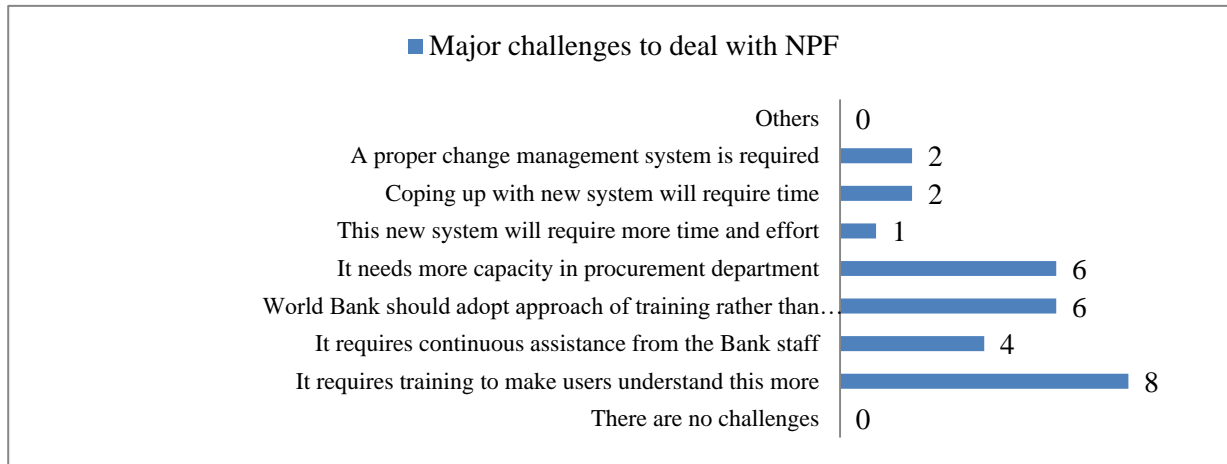 Major challenges to deal with NPF
Others 0
A proper change management system is required 2
Coping up with new system will require time 2
This new system will require more time and effort 1
It needs more capacity in procurement department 6
World Bank should adopt approach of training rather than… 6
It requires continuous assistance from the Bank staff 4
It requires training to make users understand this more 8
There are no challenges 0